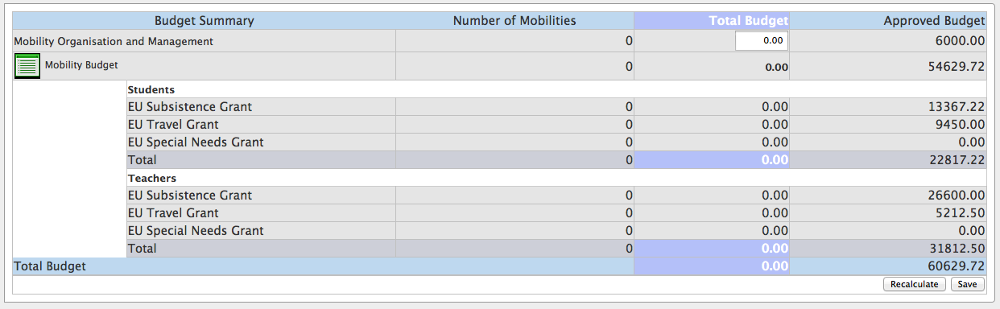 Budget Summary Number of Mobilities Total Budget Approved Budget
Mobility Organisation and Management 0 0.00 6000.00
Mobility Budget 0 0.00 54629.72
Students
EU Subsistence Grant 0 0.00 13367.22
EU Travel Grant 0 0.00 9450.00
EU Special Needs Grant 0 0.00 0.00
Total 0 0.00 22817.22
Teachers
EU Subsistence Grant 0 0.00 26600.00
EU Travel Grant 0 0.00 5212.50
EU Special Needs Grant 0 0.00 0.00
Total 0 0.00 31812.50
Total Budget 0.00 60629.72
Recalculate Save